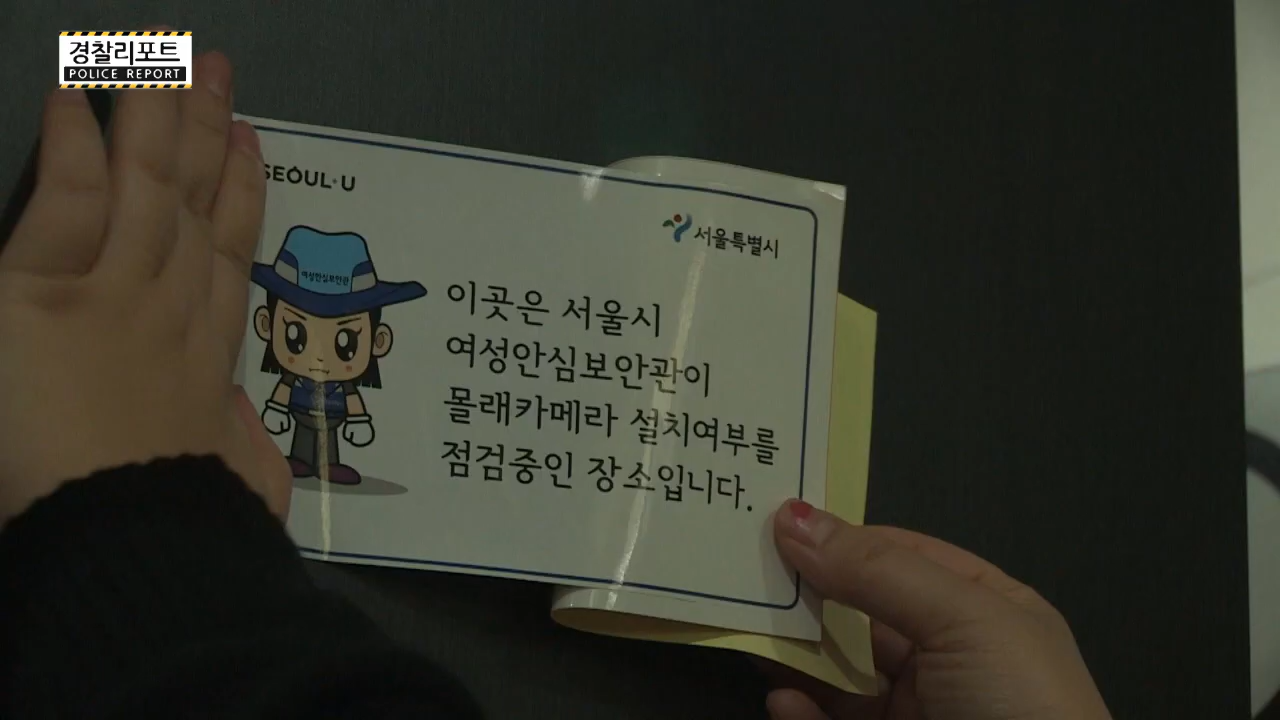 경찰리포트
POLICE REPORT
SEOUL·U
서울특별시
여성안심보안관
이곳은 서울시
여성안심보안관이
몰래카메라 설치여부를
점검중인 장소입니다.